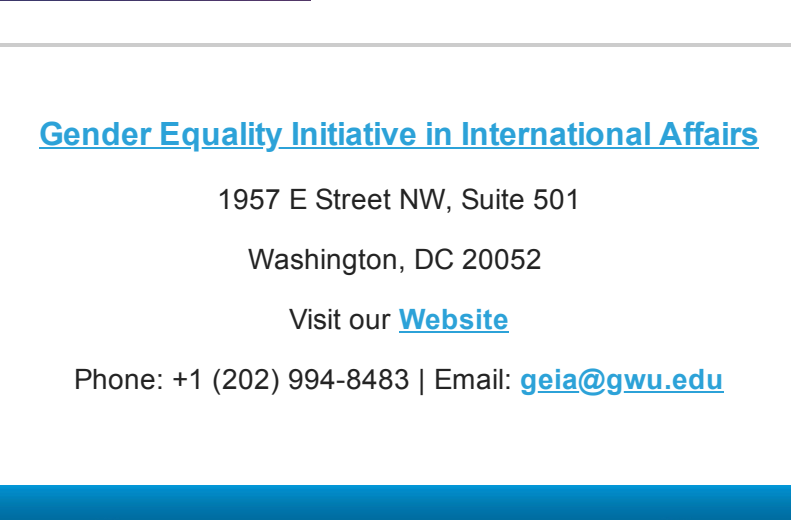 Gender Equality Initiative in International Affairs
1957 E Street NW, Suite 501
Washington, DC 20052
Visit our Website
Phone: +1 (202) 994-8483 | Email: geia@gwu.edu